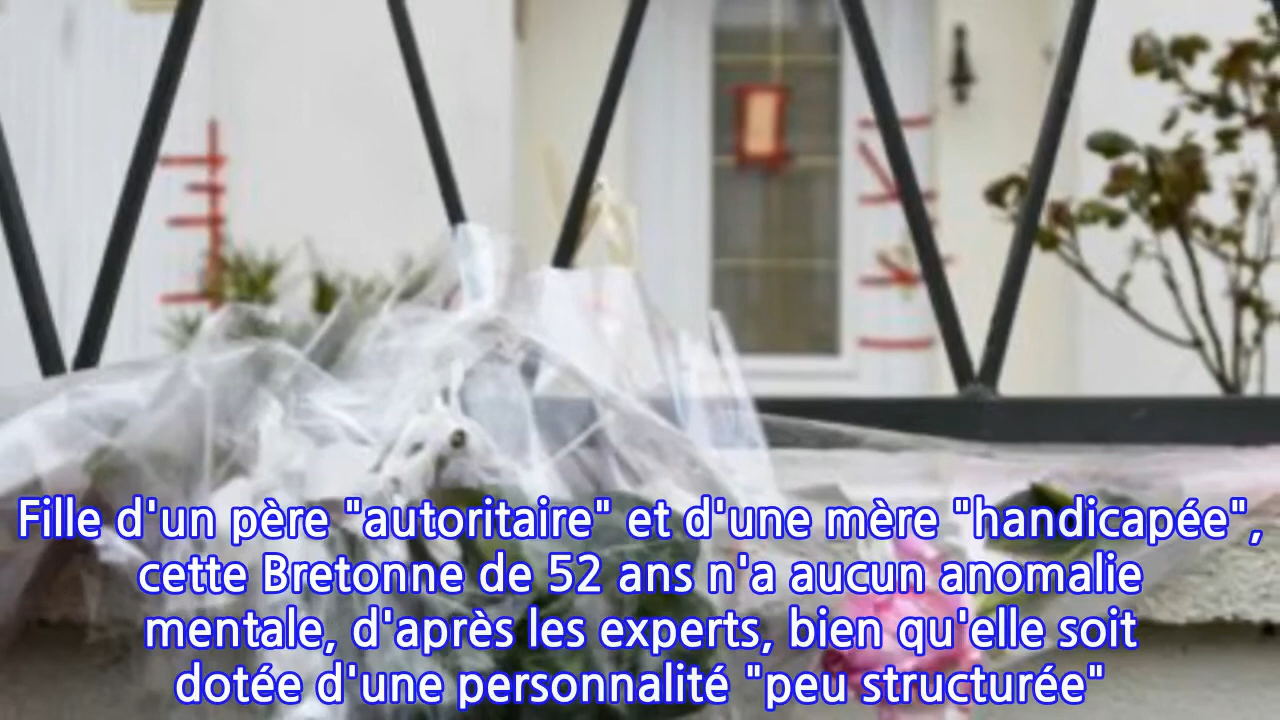 Fille d'un père "autoritaire" et d'une mère "handicapée",
cette Bretonne de 52 ans n'a aucun anomalie
mentale, d'après les experts, bien qu'elle soit
dotée d'une personnalité "peu structurée"